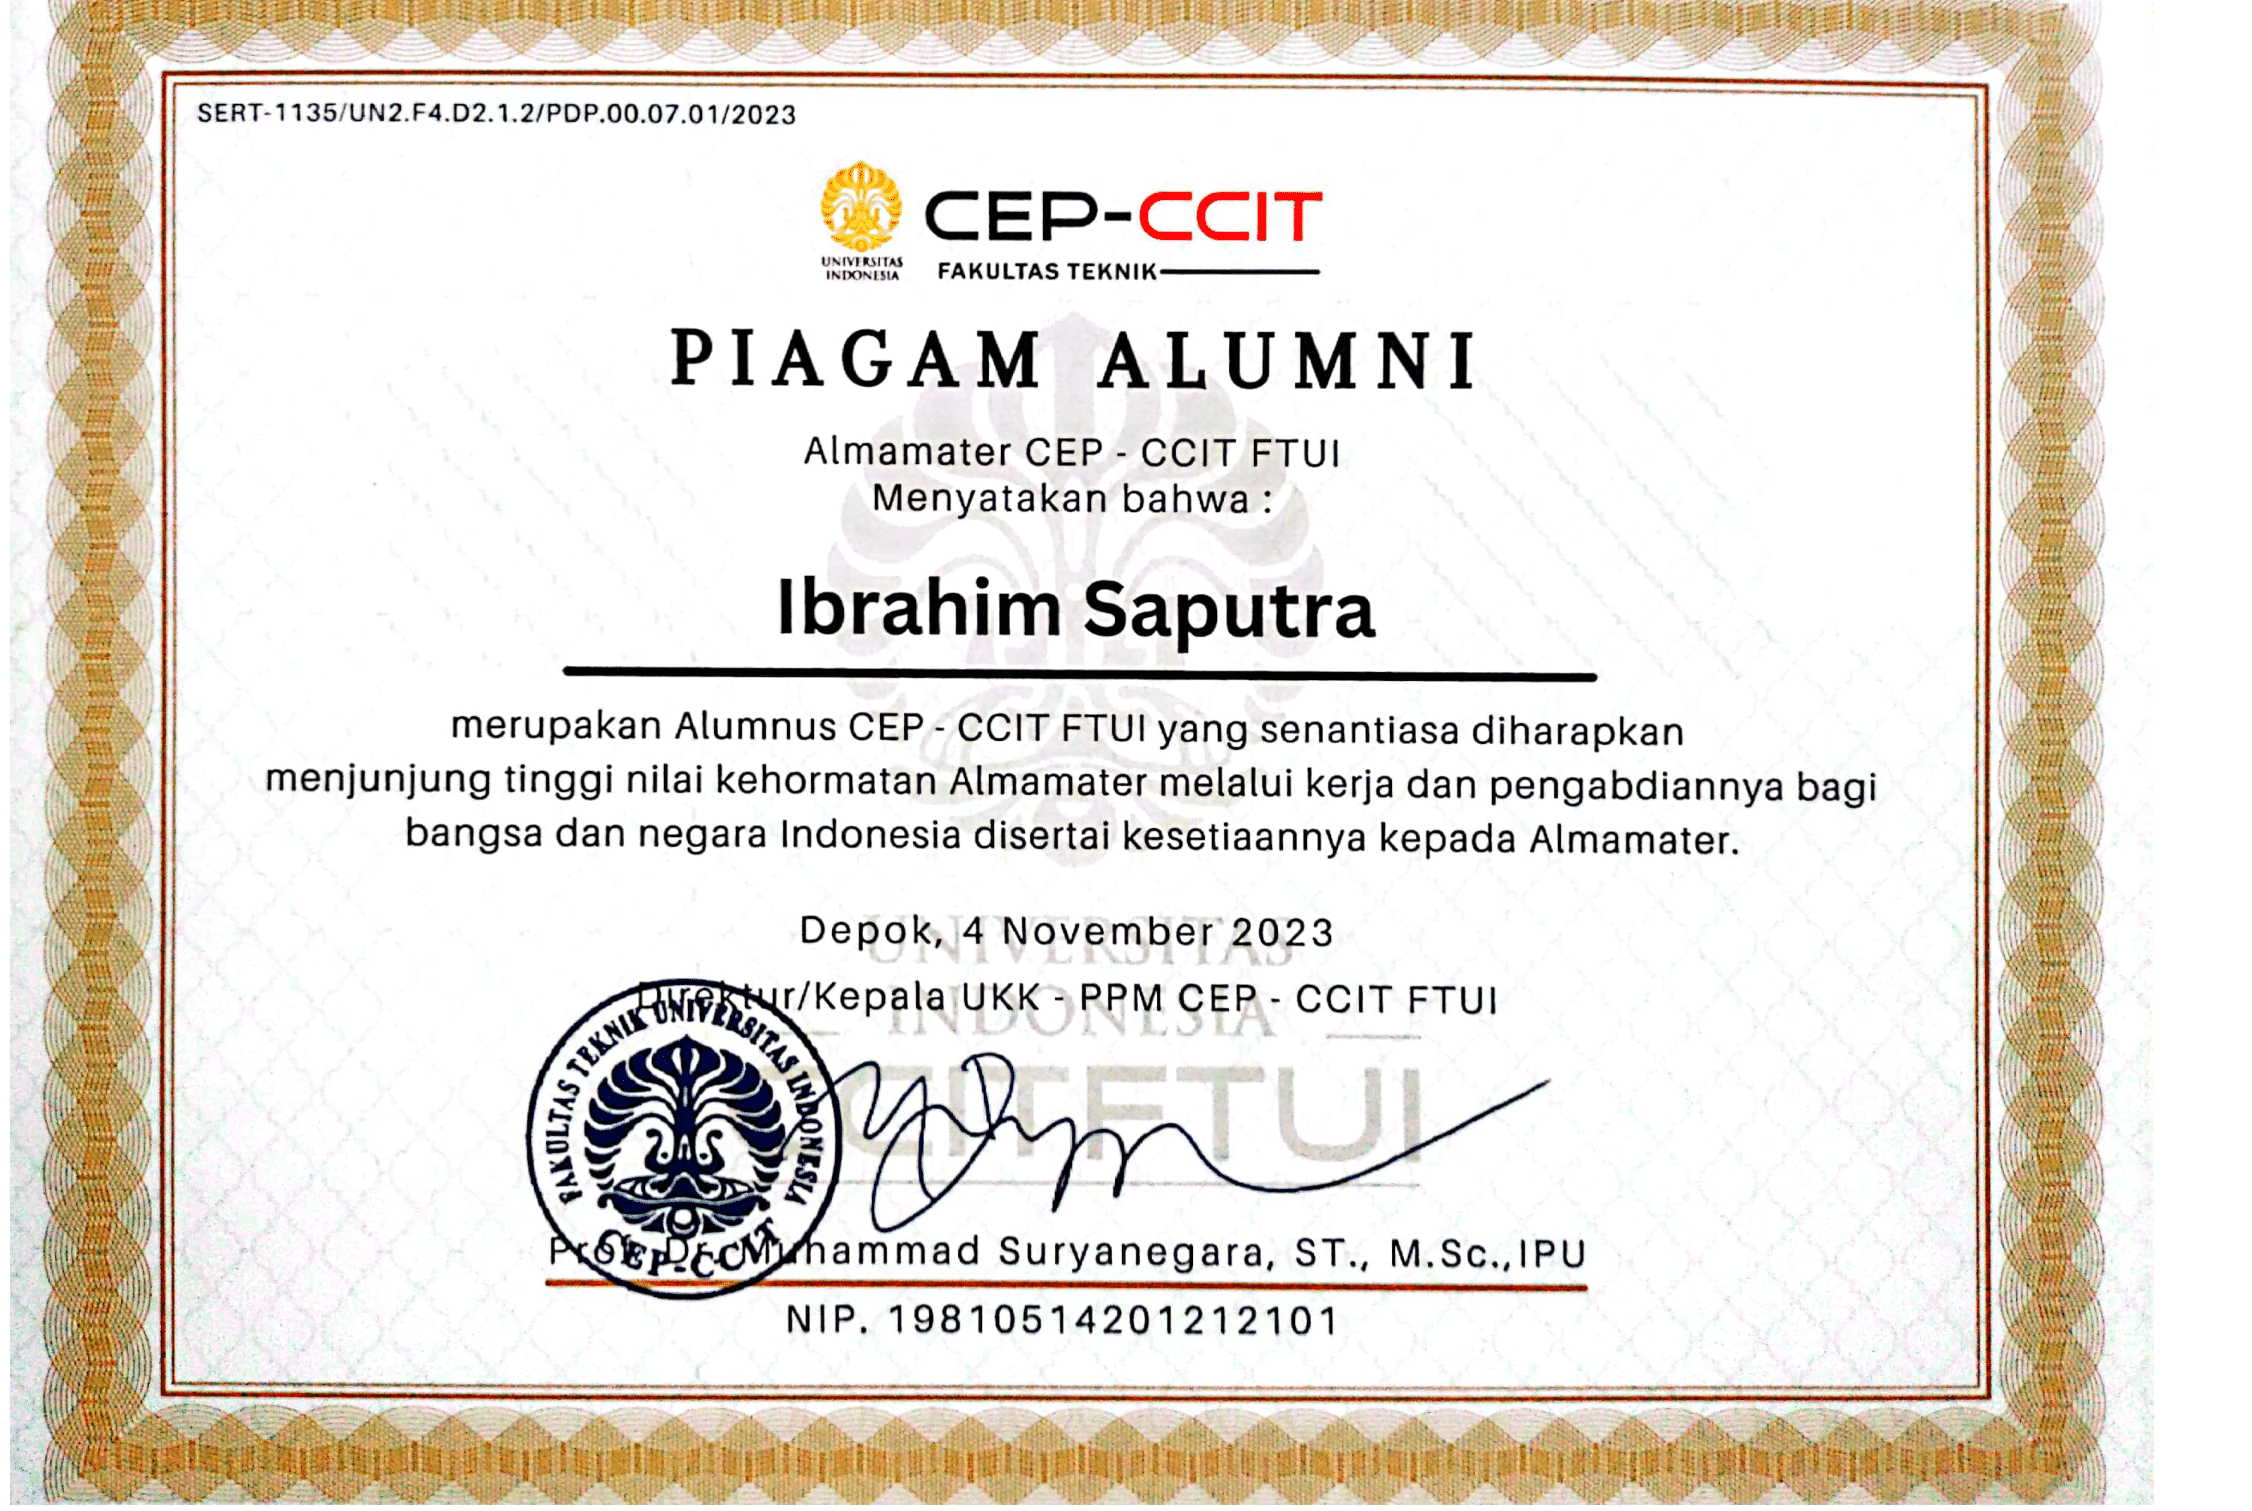 SERT-1135/UN2.F4.D2.1.2/PDP.00.07.01/2023
UNIVERSITAS
INDONESIA
CEP-CCIT
FAKULTAS TEKNIK
PIAGAM ALUMNI
Almamater CEP - CCIT FTUI
Menyatakan bahwa :
Ibrahim Saputra
merupakan Alumnus CEP - CCIT FTUI yang senantiasa diharapkan
menjunjung tinggi nilai kehormatan Almamater melalui kerja dan pengabdiannya bagi
bangsa dan negara Indonesia disertai kesetiaannya kepada Almamater.
Depok, 4 November 2023
UNIVERSITAS
Direktur/Kepala UKK - PPM CEP - CCIT FTUI
INDONESIA
CCITFTUI
FAKULTAS TEKNIK UNIVERSITAS INDONESIA
CEP-CCIT
Prof. Dr. Muhammad Suryanegara, ST., M.Sc.,IPU
NIP. 198105142012121001